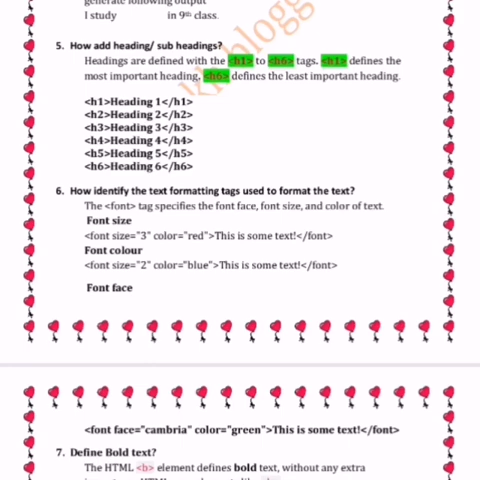 generate following output
I study in 9th class.
5. How add heading/ sub headings?
Headings are defined with the <h1> to <h6> tags. <h1> defines the
most important heading, <h6> defines the least important heading.
<h1>Heading 1</h1>
<h2>Heading 2</h2>
<h3>Heading 3</h3>
<h4>Heading 4</h4>
<h5>Heading 5</h5>
<h6>Heading 6</h6>
6. How identify the text formatting tags used to format the text?
The <font> tag specifies the font face, font size, and color of text.
Font size
<font size="3" color="red">This is some text!</font>
Font colour
<font size="2" color="blue">This is some text!</font>
Font face
<font face="cambria" color="green">This is some text!</font>
7. Define Bold text?
The HTML <b> element defines bold text, without any extra